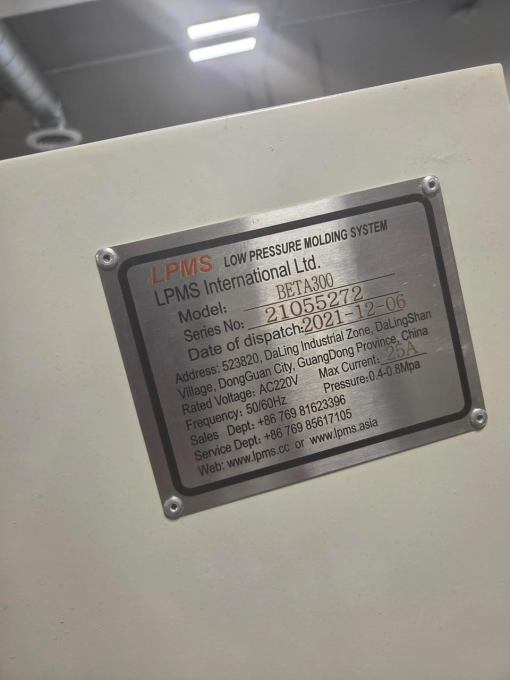 LPMS LOW PRESSURE MOLDING SYSTEM
LPMS International Ltd.
Model: BETA300
Series No: 21055272
Date of dispatch:2021-12-06
Address: 523820, DaLing Industrial Zone, DaLingShan
Village, DongGuan City, GuangDong Province, China
Rated Voltage: AC220V Max Current: 25A
Frequency: 50/60Hz Pressure:0.4-0.8Mpa
Sales Dept: +86 769 81623396
Service Dept: +86 769 85617105
Web: www.lpms.cc or www.lpms.asia